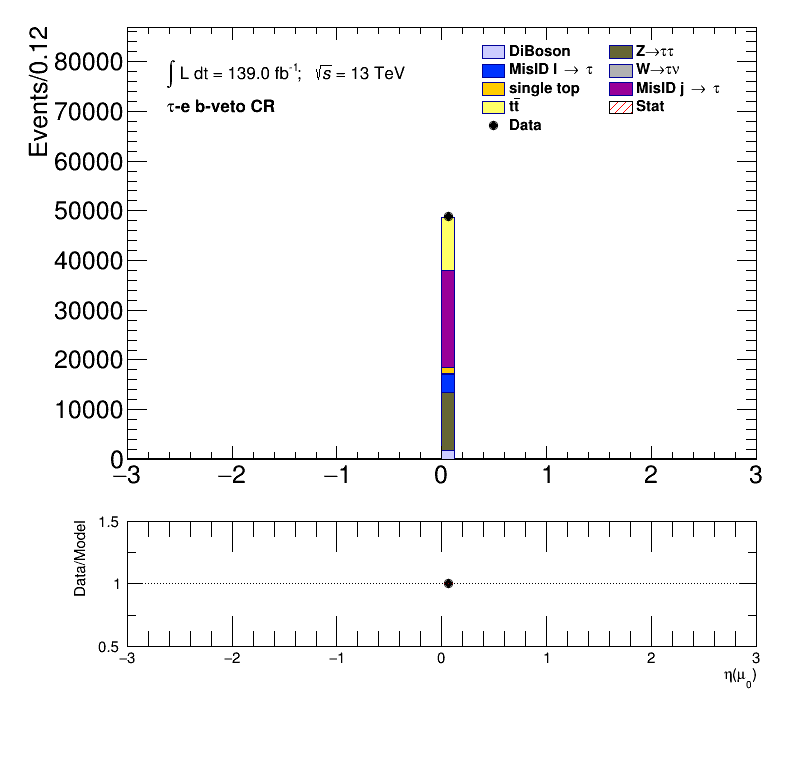 Events/0.12
80000
70000
60000
50000
40000
30000
20000
10000
0
∫ L dt = 139.0 fb⁻¹; √s = 13 TeV
τ-e b-veto CR
DiBoson
MisID l → τ
single top
tt̄
Data
Z→ττ
W→τν
MisID j → τ
Stat
−3 −2 −1 0 1 2 3
Data/Model
1.5
1
0.5
−3 −2 −1 0 1 2 3
η(μ₀)